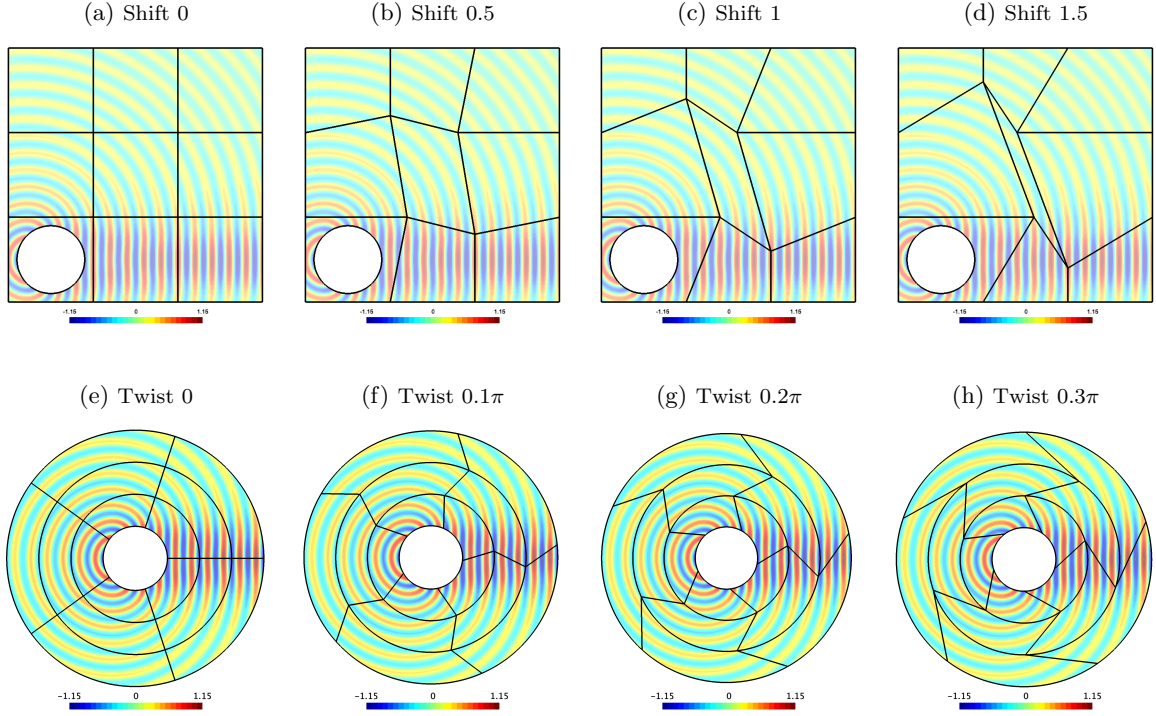 (a) Shift 0
(b) Shift 0.5
(c) Shift 1
(d) Shift 1.5
-1.15 0 1.15
-1.15 0 1.15
-1.15 0 1.15
-1.15 0 1.15
(e) Twist 0
(f) Twist 0.1π
(g) Twist 0.2π
(h) Twist 0.3π
−1.15 0 1.15
−1.15 0 1.15
−1.15 0 1.15
−1.15 0 1.15